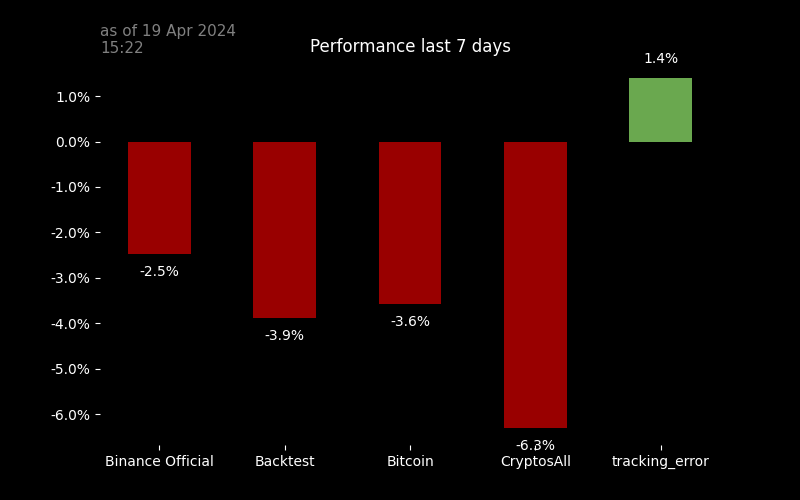 as of 19 Apr 2024
15:22
Performance last 7 days
1.4%
1.0%
0.0%
-1.0%
-2.0%
-3.0%
-4.0%
-5.0%
-6.0%
-2.5%
-3.9%
-3.6%
-6.3%
Binance Official
Backtest
Bitcoin
CryptosAll
tracking_error